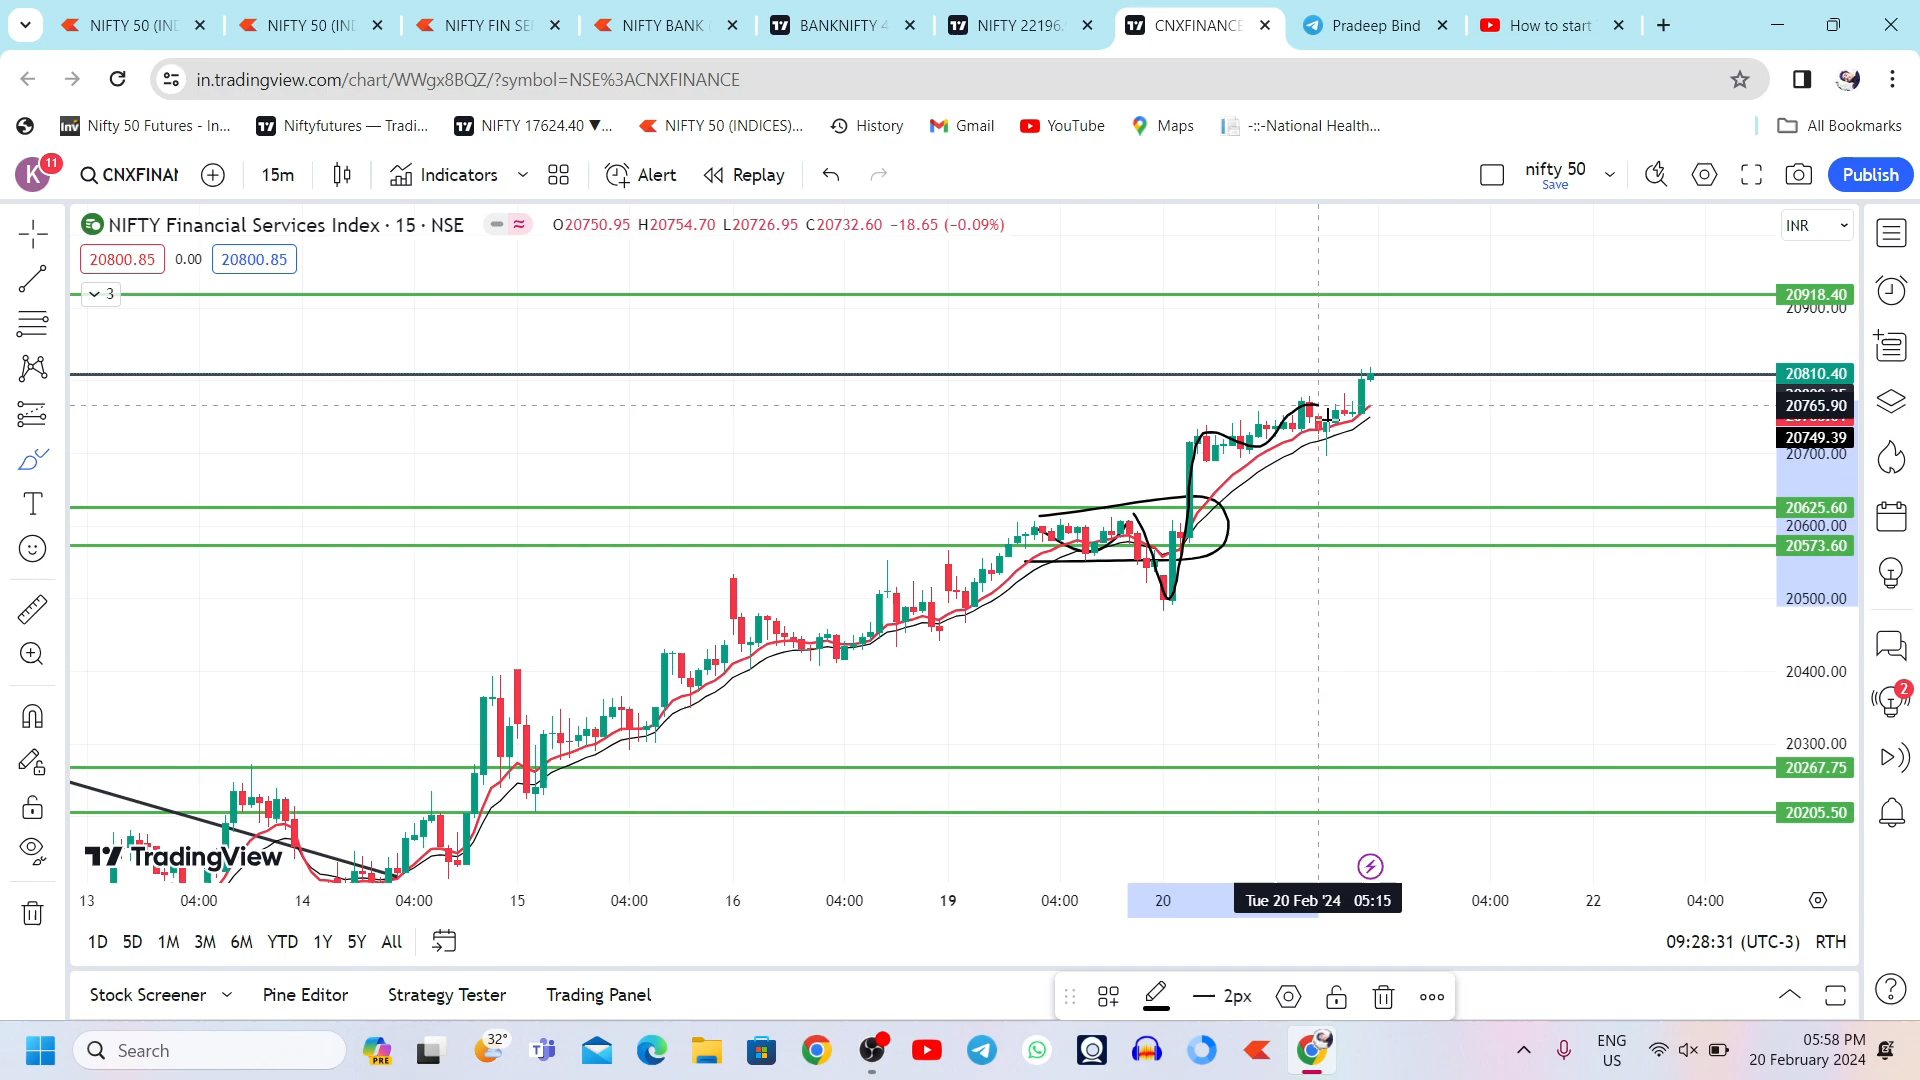 NIFTY 50 (IND
NIFTY 50 (IND
NIFTY FIN SE
NIFTY BANK (
BANKNIFTY 4
NIFTY 22196.
CNXFINANCE
Pradeep Bind
How to start
in.tradingview.com/chart/WWgx8BQZ/?symbol=NSE%3ACNXFINANCE
Nifty 50 Futures - In...
Niftyfutures — Tradi...
NIFTY 17624.40 ▼...
NIFTY 50 (INDICES)...
History
Gmail
YouTube
Maps
-::-National Health...
All Bookmarks
K 11
CNXFINAN
15m
Indicators
Alert
Replay
nifty 50
Save
Publish
NIFTY Financial Services Index · 15 · NSE
O20750.95 H20754.70 L20726.95 C20732.60 −18.65 (−0.09%)
INR
20800.85
0.00
20800.85
3
20918.40
20900.00
20810.40
20765.90
20749.39
20700.00
20625.60
20600.00
20573.60
20500.00
20400.00
20300.00
20267.75
20205.50
TradingView
13
04:00
14
04:00
15
04:00
16
04:00
19
04:00
20
Tue 20 Feb '24 05:15
04:00
22
04:00
1D 5D 1M 3M 6M YTD 1Y 5Y All
09:28:31 (UTC-3) RTH
Stock Screener
Pine Editor
Strategy Tester
Trading Panel
2px
2
Search
PRE
32°
ENG
US
05:58 PM
20 February 2024